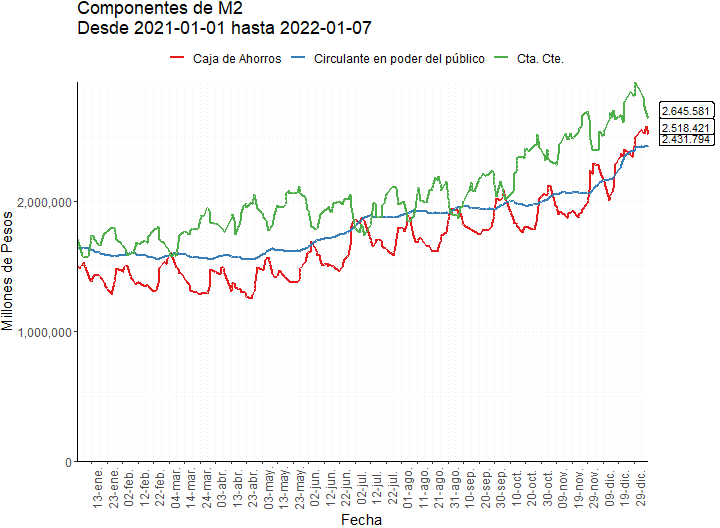 Componentes de M2
Desde 2021-01-01 hasta 2022-01-07
Caja de Ahorros Circulante en poder del público Cta. Cte.
2.645.581
2.518.421
2.431.794
2,000,000
1,000,000
0
Millones de Pesos
13-ene. 23-ene. 02-feb. 12-feb. 22-feb. 04-mar. 14-mar. 24-mar. 03-abr. 13-abr. 23-abr. 03-may. 13-may. 23-may. 02-jun. 12-jun. 22-jun. 02-jul. 12-jul. 22-jul. 01-ago. 11-ago. 21-ago. 31-ago. 10-sep. 20-sep. 30-sep. 10-oct. 20-oct. 30-oct. 09-nov. 19-nov. 29-nov. 09-dic. 19-dic. 29-dic.
Fecha